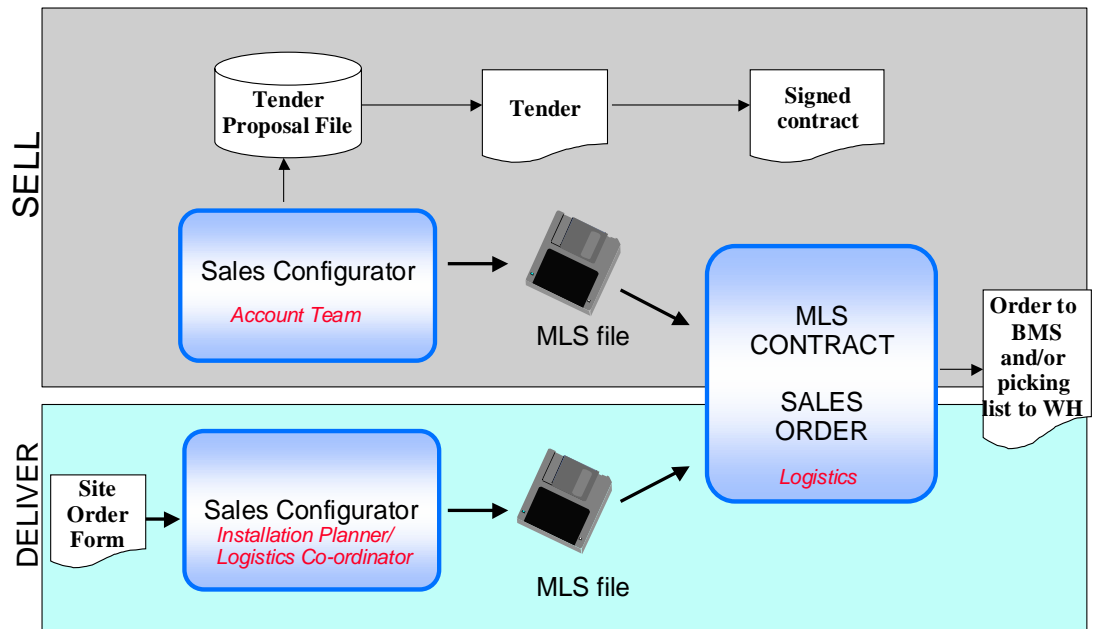 SELL
Tender
Proposal File
Tender
Signed
contract
Sales Configurator
Account Team
MLS file
MLS
CONTRACT
SALES
ORDER
Logistics
Order to
BMS
and/or
picking
list to WH
DELIVER
Site
Order
Form
Sales Configurator
Installation Planner/
Logistics Co-ordinator
MLS file